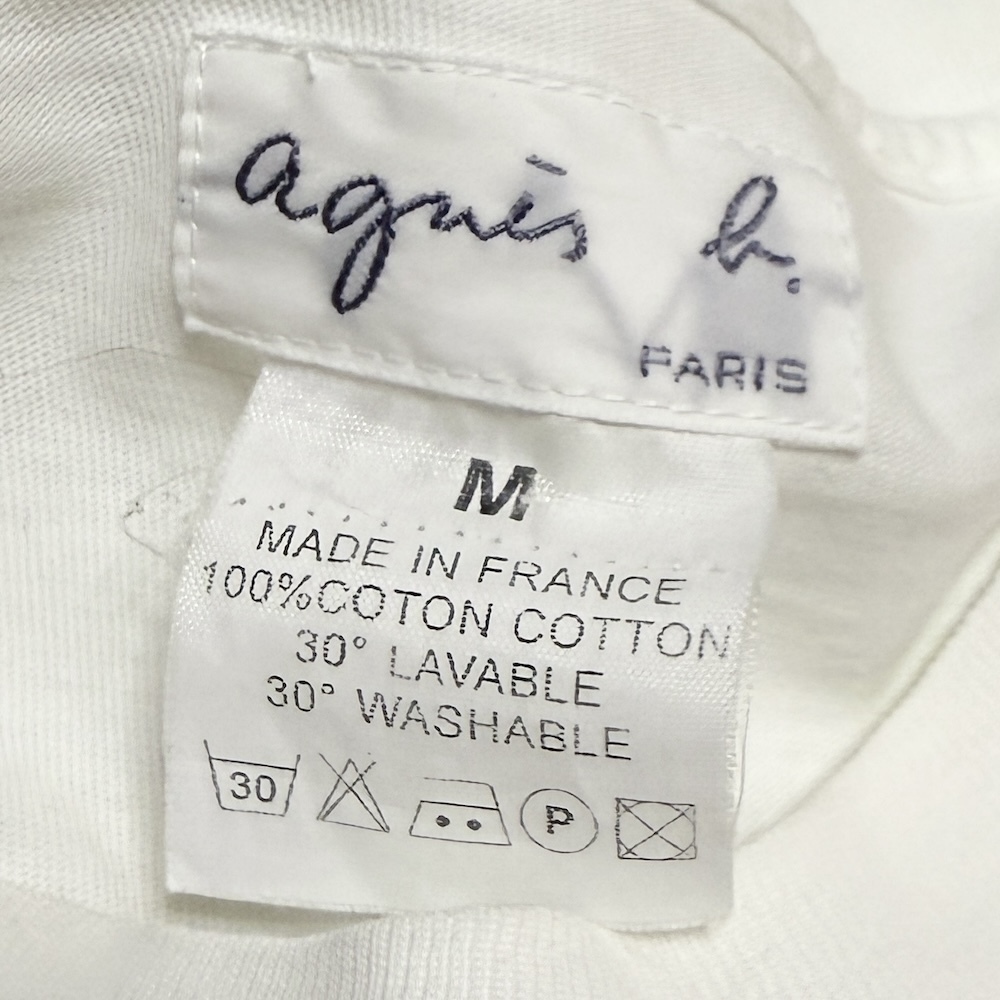 agnès b.
PARIS
M
MADE IN FRANCE
100%COTON COTTON
30° LAVABLE
30° WASHABLE
30 P